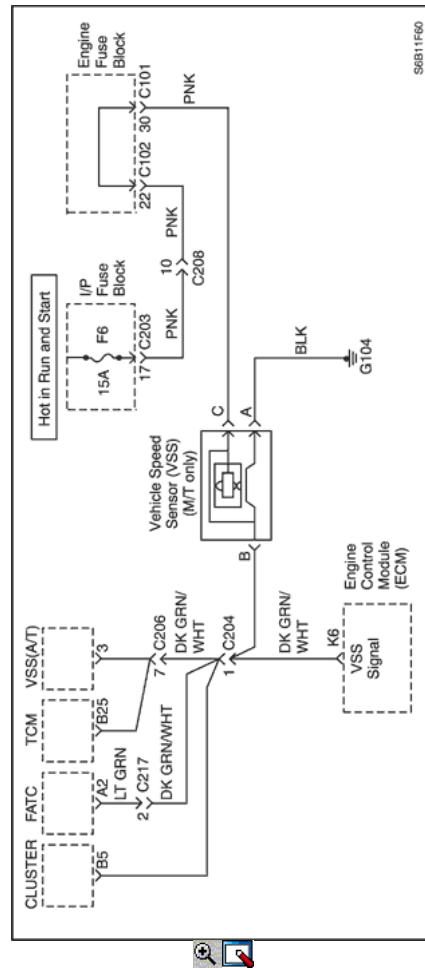 Hot in Run and Start
I/P
Fuse
Block
F6
15A
17
C203
PNK
10
C208
PNK
Engine
Fuse
Block
22
C102
30
C101
PNK
Vehicle Speed
Sensor (VSS)
(M/T only)
C
A
B
BLK
G104
CLUSTER
B5
FATC
A2
LT GRN
2
C217
DK GRN/WHT
TCM
B25
VSS(A/T)
3
7
C206
DK GRN/
WHT
1
C204
DK GRN/
WHT
K6
VSS
Signal
Engine
Control
Module
(ECM)
S6B11F60